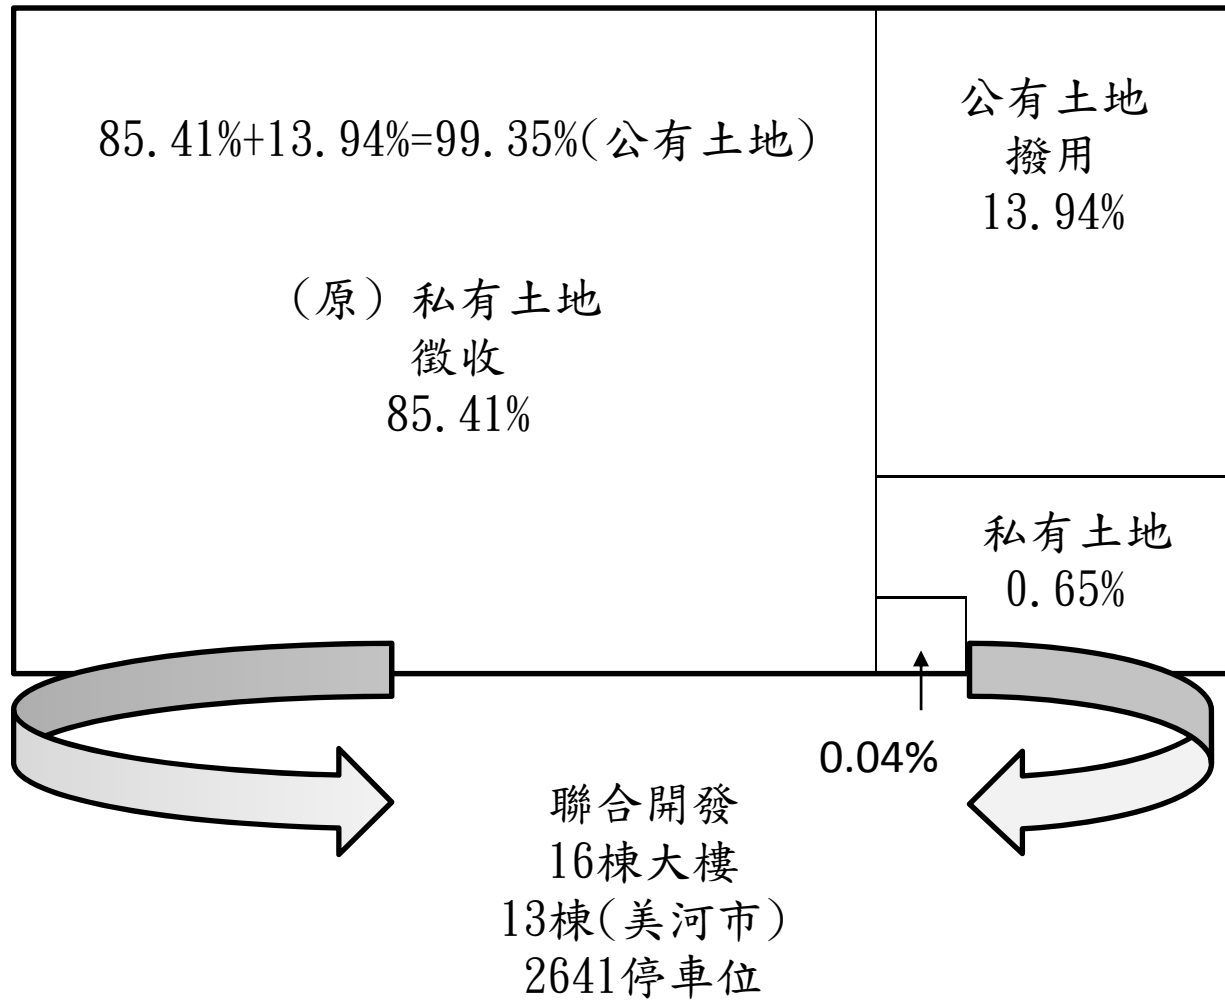 85.41%+13.94%=99.35%(公有土地)
(原)私有土地
徵收
85.41%
公有土地
撥用
13.94%
私有土地
0.65%
0.04%
聯合開發
16棟大樓
13棟(美河市)
2641停車位